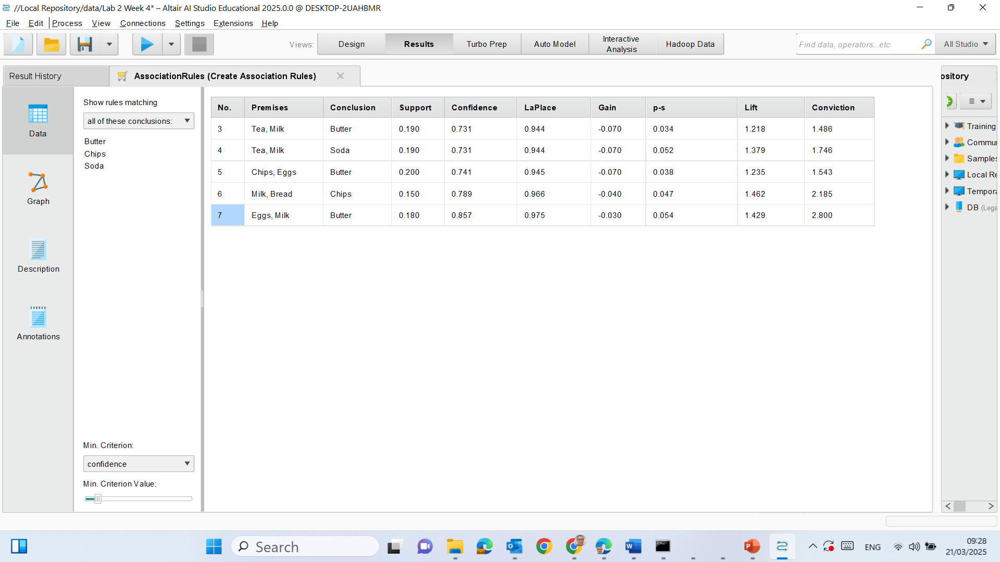 //Local Repository/data/Lab 2 Week 4* – Altair AI Studio Educational 2025.0.0 @ DESKTOP-2UAHBMR
File Edit Process View Connections Settings Extensions Help
Views: Design Results Turbo Prep Auto Model Interactive Analysis Hadoop Data
Find data, operators...etc All Studio
Result History AssociationRules (Create Association Rules) ository
Data
Graph
Description
Annotations
Show rules matching
all of these conclusions:
Butter
Chips
Soda
Min. Criterion:
confidence
Min. Criterion Value:
No. Premises Conclusion Support Confidence LaPlace Gain p-s Lift Conviction
3 Tea, Milk Butter 0.190 0.731 0.944 -0.070 0.034 1.218 1.486
4 Tea, Milk Soda 0.190 0.731 0.944 -0.070 0.052 1.379 1.746
5 Chips, Eggs Butter 0.200 0.741 0.945 -0.070 0.038 1.235 1.543
6 Milk, Bread Chips 0.150 0.789 0.966 -0.040 0.047 1.462 2.185
7 Eggs, Milk Butter 0.180 0.857 0.975 -0.030 0.054 1.429 2.800
Training
Commu
Samples
Local Re
Tempora
DB (Lega
Search
ENG
09:28
21/03/2025